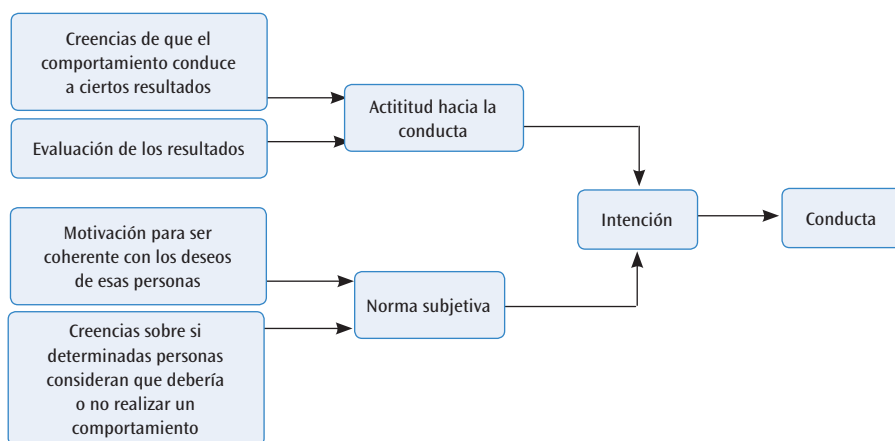 Creencias de que el
comportamiento conduce
a ciertos resultados
Evaluación de los resultados
Actititud hacia la
conducta
Motivación para ser
coherente con los deseos
de esas personas
Creencias sobre si
determinadas personas
consideran que debería
o no realizar un
comportamiento
Norma subjetiva
Intención
Conducta